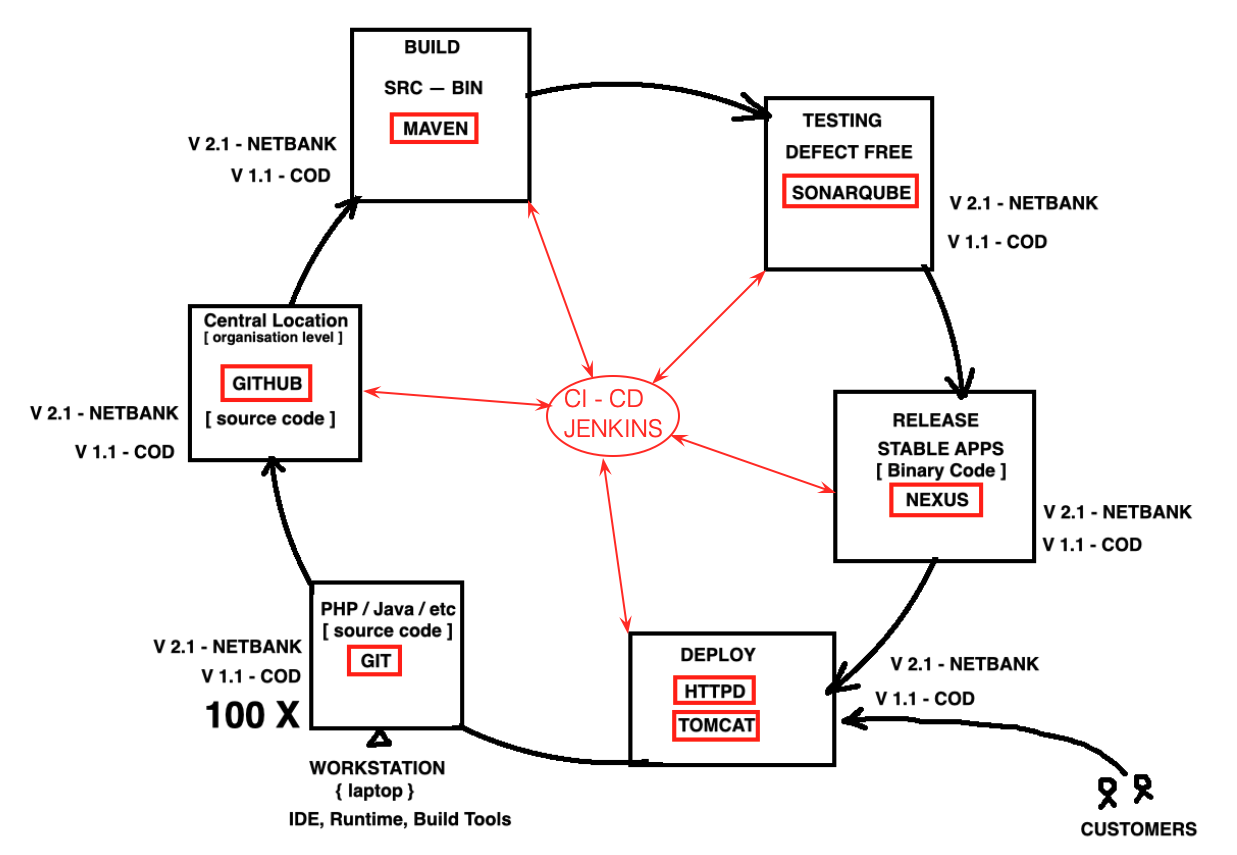 BUILD
SRC — BIN
MAVEN
V 2.1 - NETBANK
V 1.1 - COD
TESTING
DEFECT FREE
SONARQUBE
V 2.1 - NETBANK
V 1.1 - COD
Central Location
[ organisation level ]
GITHUB
[ source code ]
V 2.1 - NETBANK
V 1.1 - COD
CI - CD
JENKINS
RELEASE
STABLE APPS
[ Binary Code ]
NEXUS
V 2.1 - NETBANK
V 1.1 - COD
PHP / Java / etc
[ source code ]
GIT
V 2.1 - NETBANK
V 1.1 - COD
100 X
WORKSTATION
{ laptop }
IDE, Runtime, Build Tools
DEPLOY
HTTPD
TOMCAT
V 2.1 - NETBANK
V 1.1 - COD
CUSTOMERS